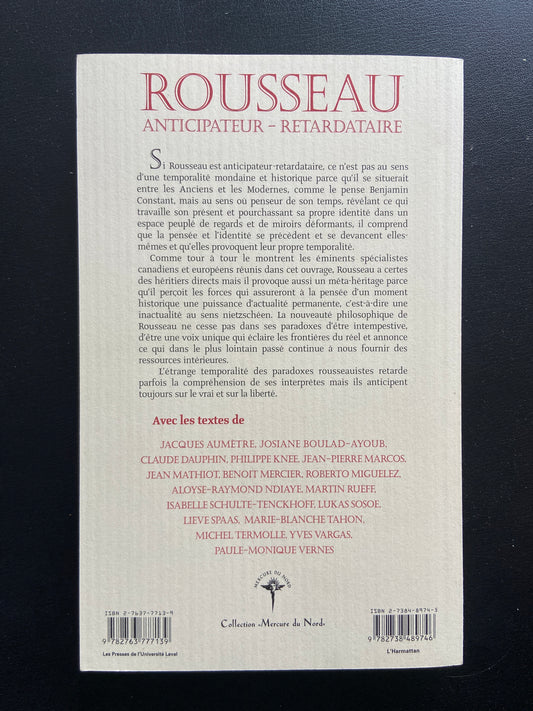 ROUSSEAU
ANTICIPATEUR – RETARDATAIRE
Si Rousseau est anticipateur-retardataire, ce n'est pas au sens
d'une temporalité mondaine et historique parce qu'il se situerait
entre les Anciens et les Modernes, comme le pense Benjamin
Constant, mais au sens où penseur de son temps, révélant ce qui
travaille son présent et pourchassant sa propre identité dans un
espace peuplé de regards et de miroirs déformants, il comprend
que la pensée et l'identité se précèdent et se devancent elles-
mêmes et qu'elles provoquent leur propre temporalité.
Comme tour à tour le montrent les éminents spécialistes
canadiens et européens réunis dans cet ouvrage, Rousseau a certes
des héritiers directs mais il provoque aussi un méta-héritage parce
qu'il perçoit les forces qui assureront à la pensée d'un moment
historique une puissance d'actualité permanente, c'est-à-dire une
inactualité au sens nietzschéen. La nouveauté philosophique de
Rousseau ne cesse pas dans ses paradoxes d'être intempestive,
d'être une voix unique qui éclaire les frontières du réel et annonce
ce qui dans le plus lointain passé continue à nous fournir des
ressources intérieures.
L'étrange temporalité des paradoxes rousseauistes retarde
parfois la compréhension de ses interprètes mais ils anticipent
toujours sur le vrai et sur la liberté.
Avec les textes de
JACQUES AUMÈTRE, JOSIANE BOULAD-AYOUB,
CLAUDE DAUPHIN, PHILIPPE KNEE, JEAN-PIERRE MARCOS,
JEAN MATHIOT, BENOIT MERCIER, ROBERTO MIGUELEZ,
ALOYSE-RAYMOND NDIAYE, MARTIN RUEFF,
ISABELLE SCHULTE-TENCKHOFF, LUKAS SOSOE,
LIEVE SPAAS, MARIE-BLANCHE TAHON,
MICHEL TERMOLLE, YVES VARGAS,
PAULE-MONIQUE VERNES
MERCURE DU NORD
Collection «Mercure du Nord»
ISBN 2-7637-7713-9
9 782763 777139
Les Presses de l'Université Laval
ISBN 2-7384-8974-3
9 782738 489746
L'Harmattan